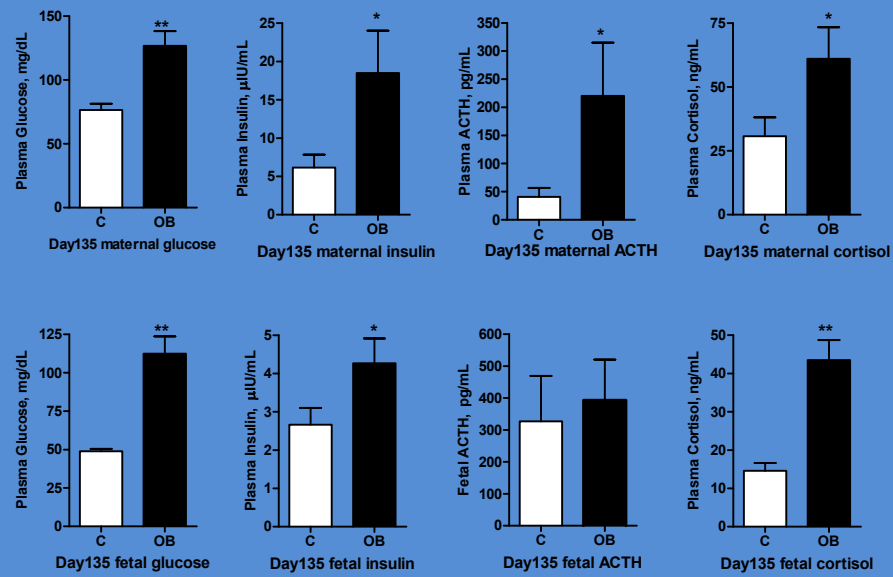 Plasma Glucose, mg/dL
150
100
50
0
**
C OB
Day135 maternal glucose
Plasma Insulin, µIU/mL
25
20
15
10
5
0
*
C OB
Day135 maternal insulin
Plasma ACTH, pg/mL
400
350
300
250
200
150
100
50
0
*
C OB
Day135 maternal ACTH
Plasma Cortisol, ng/mL
75
50
25
0
*
C OB
Day135 maternal cortisol
Plasma Glucose, mg/dL
125
100
75
50
25
0
**
C OB
Day135 fetal glucose
Plasma Insulin, µIU/mL
5
4
3
2
1
0
*
C OB
Day135 fetal insulin
Fetal ACTH, pg/mL
600
500
400
300
200
100
0
C OB
Day135 fetal ACTH
Plasma Cortisol, ng/mL
50
40
30
20
10
0
**
C OB
Day135 fetal cortisol